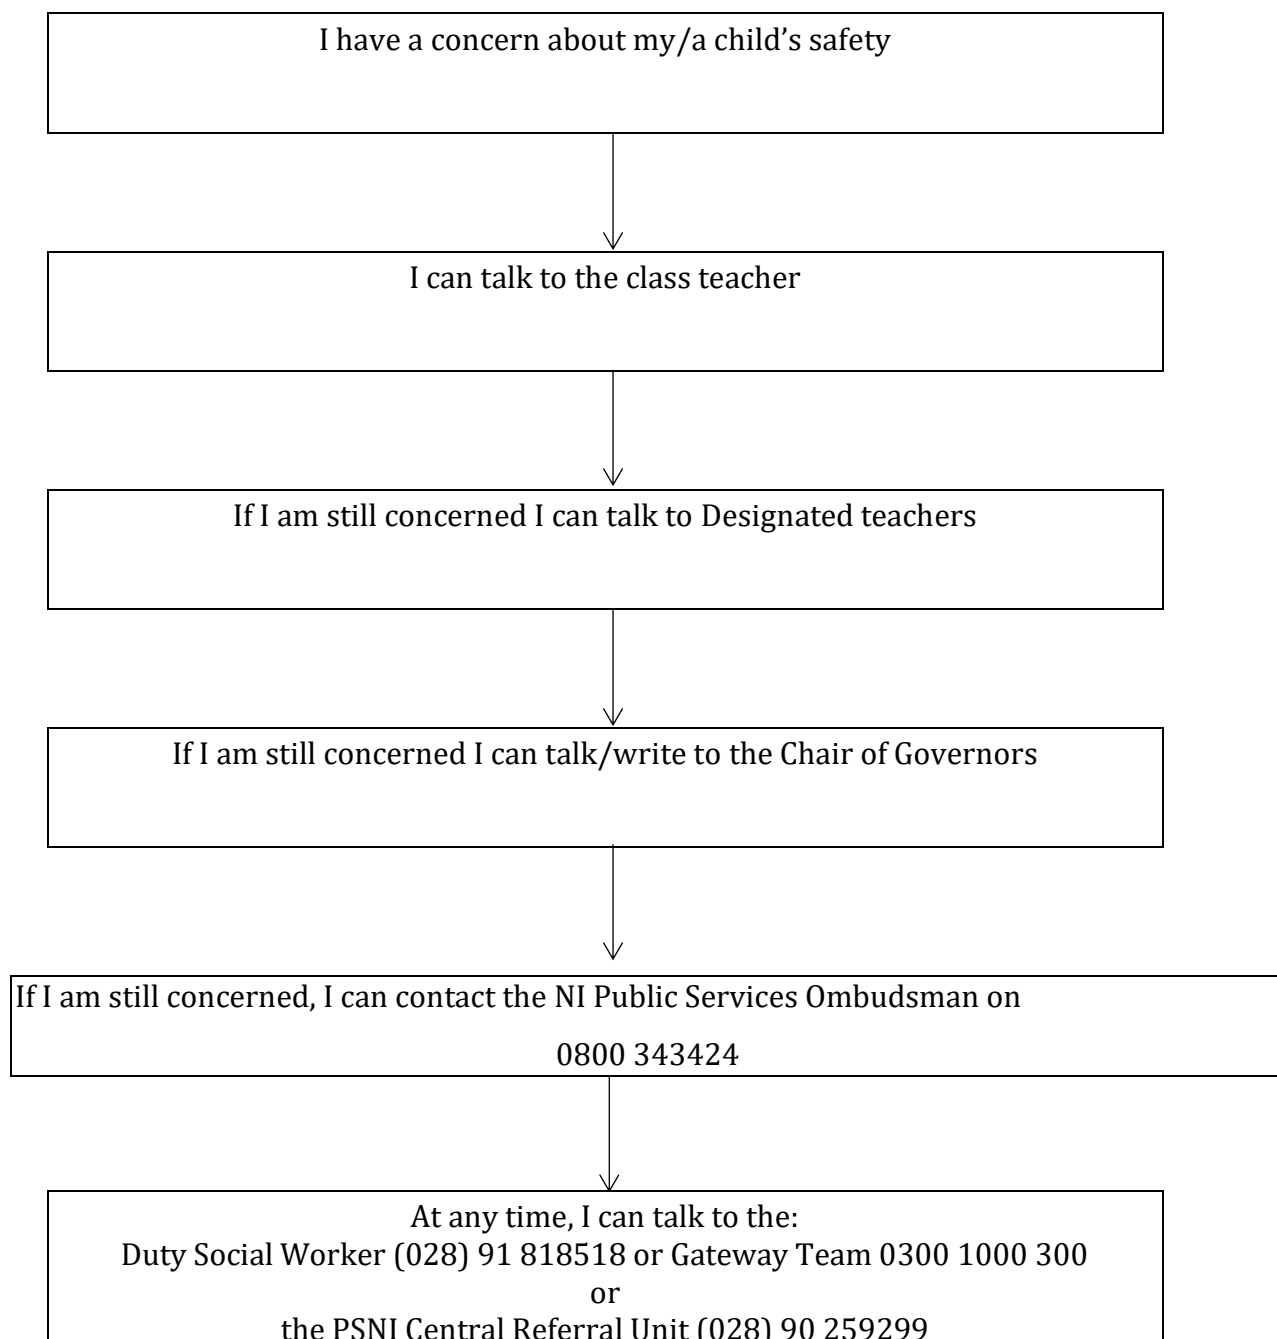 I have a concern about my/a child’s safety
I can talk to the class teacher
If I am still concerned I can talk to Designated teachers
If I am still concerned I can talk/write to the Chair of Governors
If I am still concerned, I can contact the NI Public Services Ombudsman on
0800 343424
At any time, I can talk to the:
Duty Social Worker (028) 91 818518 or Gateway Team 0300 1000 300
or
the PSNI Central Referral Unit (028) 90 259299